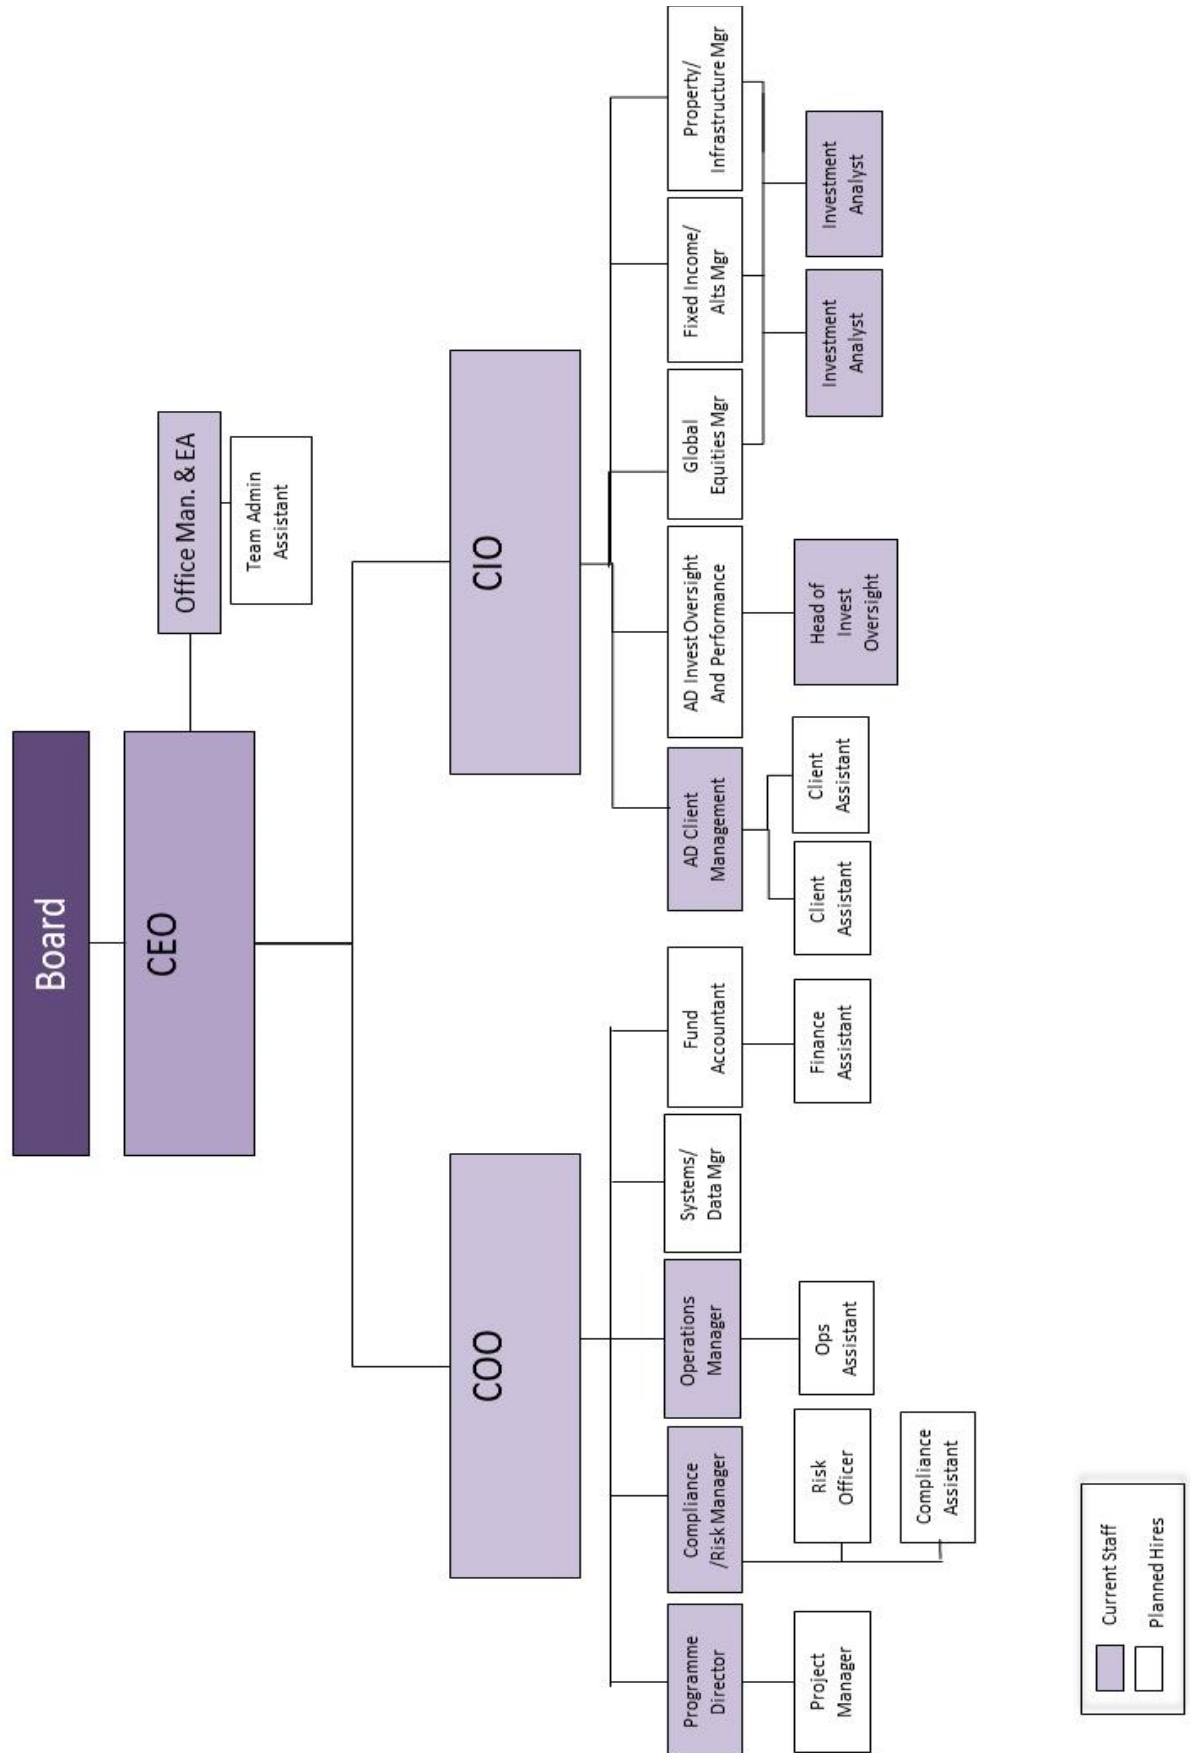 Board
CEO
Office Man. & EA
Team Admin
Assistant
COO
CIO
Programme
Director
Compliance
/Risk Manager
Operations
Manager
Systems/
Data Mgr
Fund
Accountant
AD Client
Management
AD Invest Oversight
And Performance
Global
Equities Mgr
Fixed Income/
Alts Mgr
Property/
Infrastructure Mgr
Project
Manager
Risk
Officer
Compliance
Assistant
Ops
Assistant
Finance
Assistant
Client
Assistant
Client
Assistant
Head of
Invest
Oversight
Investment
Analyst
Investment
Analyst
Current Staff
Planned Hires